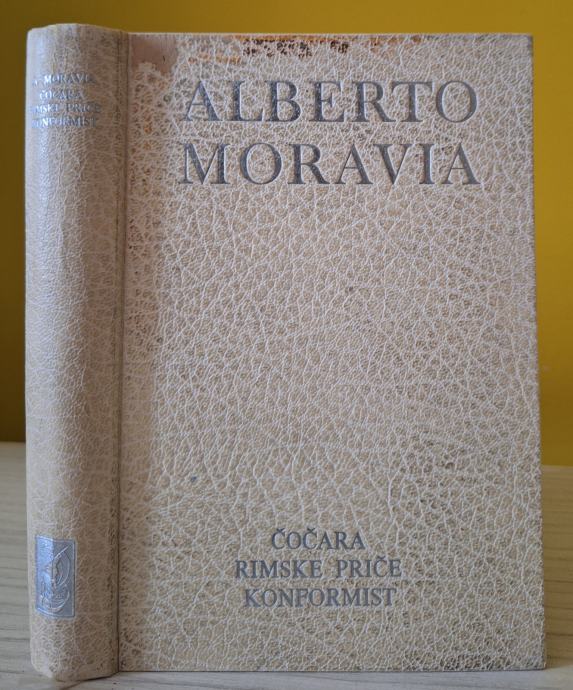 A. MORAVIA
ČOČARA
RIMSKE PRIČE
KONFORMIST
ALBERTO
MORAVIA
ČOČARA
RIMSKE PRIČE
KONFORMIST